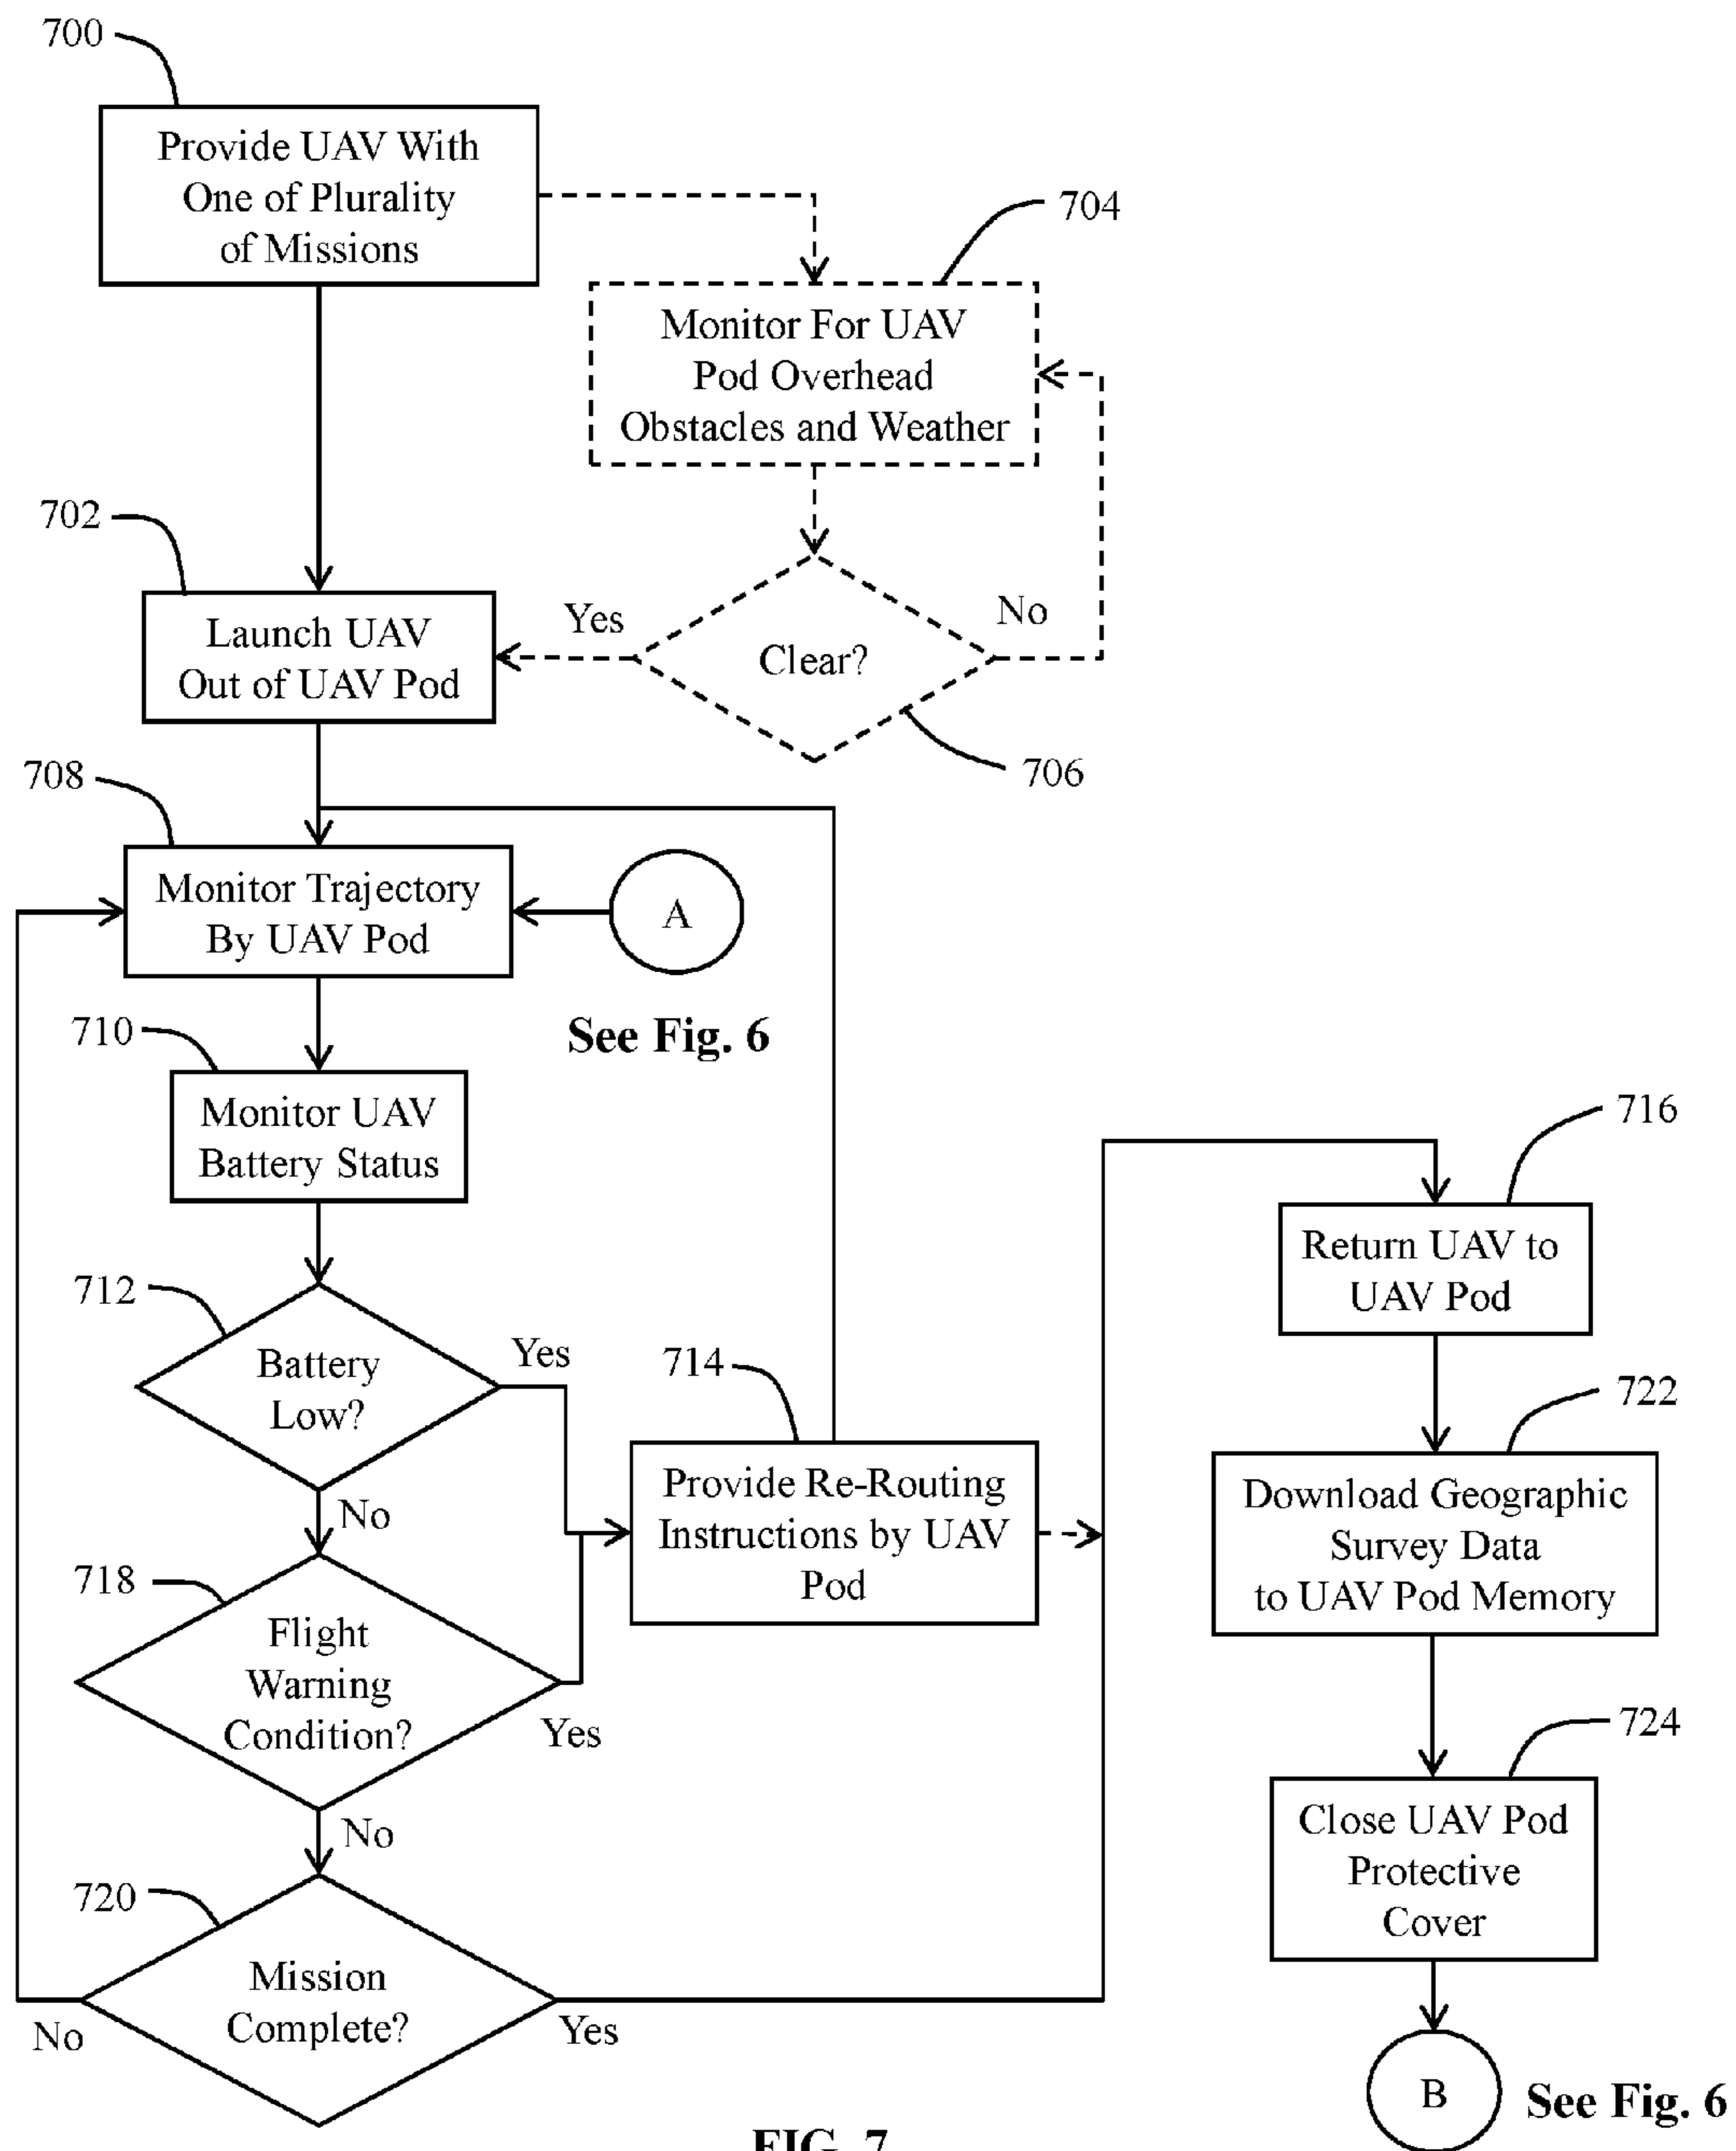 700
Provide UAV With
One of Plurality
of Missions
704
Monitor For UAV
Pod Overhead
Obstacles and Weather
702
Launch UAV
Out of UAV Pod
Yes
Clear?
No
706
708
Monitor Trajectory
By UAV Pod
A
See Fig. 6
710
Monitor UAV
Battery Status
712
Battery
Low?
Yes
No
714
Provide Re-Routing
Instructions by UAV
Pod
718
Flight
Warning
Condition?
Yes
No
720
Mission
Complete?
No
Yes
716
Return UAV to
UAV Pod
722
Download Geographic
Survey Data
to UAV Pod Memory
724
Close UAV Pod
Protective
Cover
B
See Fig. 6
FIG. 7